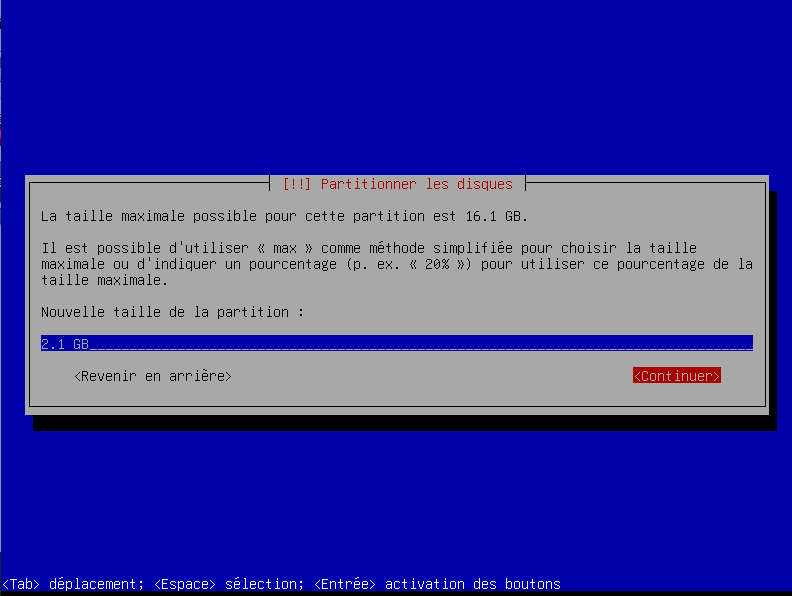 [!!] Partitionner les disques
La taille maximale possible pour cette partition est 16.1 GB.
Il est possible d'utiliser « max » comme méthode simplifiée pour choisir la taille
maximale ou d'indiquer un pourcentage (p. ex. « 20% ») pour utiliser ce pourcentage de la
taille maximale.
Nouvelle taille de la partition :
2.1 GB
<Revenir en arrière> <Continuer>
<Tab> déplacement; <Espace> sélection; <Entrée> activation des boutons